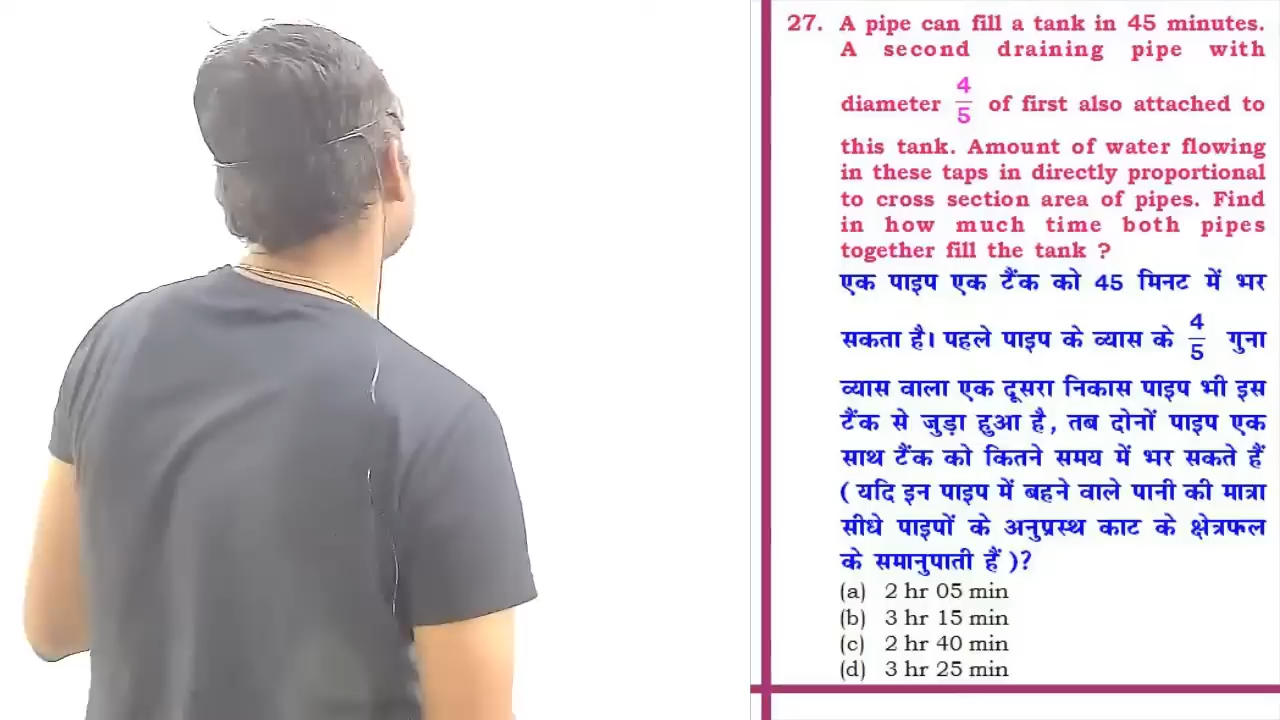 27. A pipe can fill a tank in 45 minutes.
A second draining pipe with
diameter 4/5 of first also attached to
this tank. Amount of water flowing
in these taps in directly proportional
to cross section area of pipes. Find
in how much time both pipes
together fill the tank ?
एक पाइप एक टैंक को 45 मिनट में भर
सकता है। पहले पाइप के व्यास के 4/5 गुना
व्यास वाला एक दूसरा निकास पाइप भी इस
टैंक से जुड़ा हुआ है, तब दोनों पाइप एक
साथ टैंक को कितने समय में भर सकते हैं
( यदि इन पाइप में बहने वाले पानी की मात्रा
सीधे पाइपों के अनुप्रस्थ काट के क्षेत्रफल
के समानुपाती हैं )?
(a) 2 hr 05 min
(b) 3 hr 15 min
(c) 2 hr 40 min
(d) 3 hr 25 min